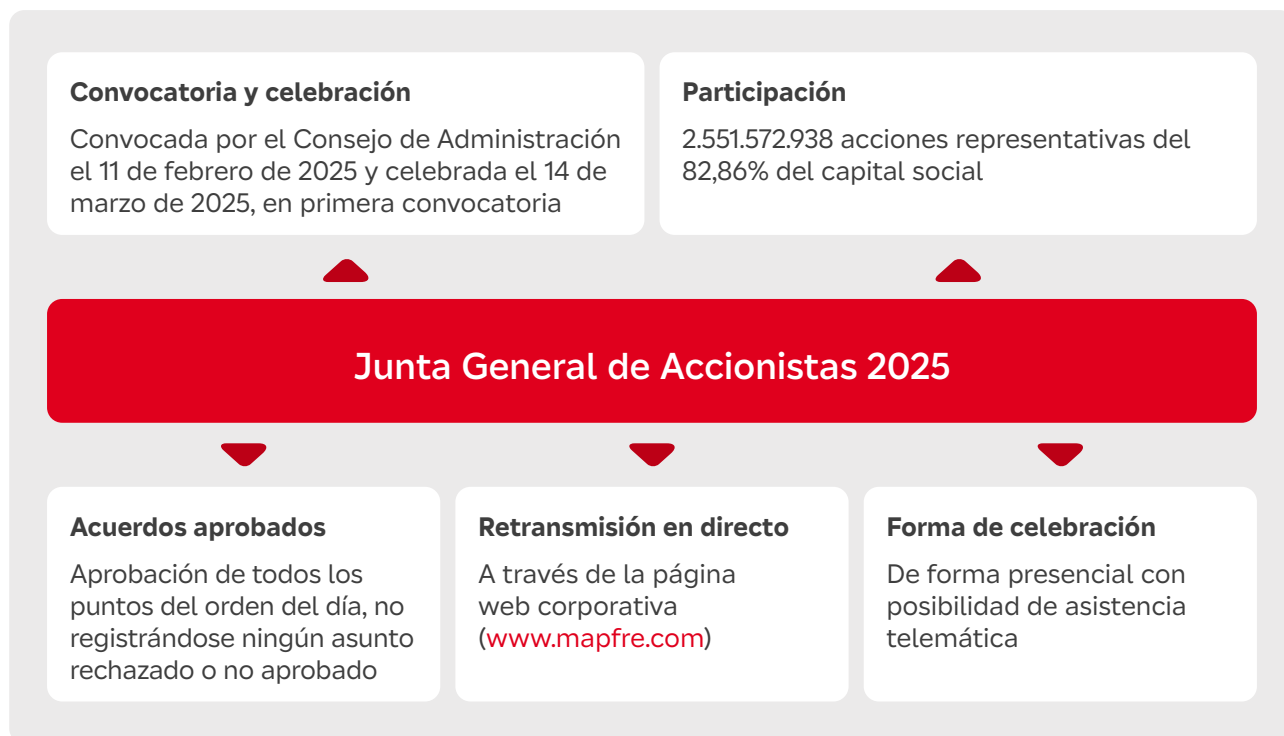 Convocatoria y celebración
Convocada por el Consejo de Administración
el 11 de febrero de 2025 y celebrada el 14 de
marzo de 2025, en primera convocatoria
Participación
2.551.572.938 acciones representativas del
82,86% del capital social
Junta General de Accionistas 2025
Acuerdos aprobados
Aprobación de todos los
puntos del orden del día, no
registrándose ningún asunto
rechazado o no aprobado
Retransmisión en directo
A través de la página
web corporativa
(www.mapfre.com)
Forma de celebración
De forma presencial con
posibilidad de asistencia
telemática